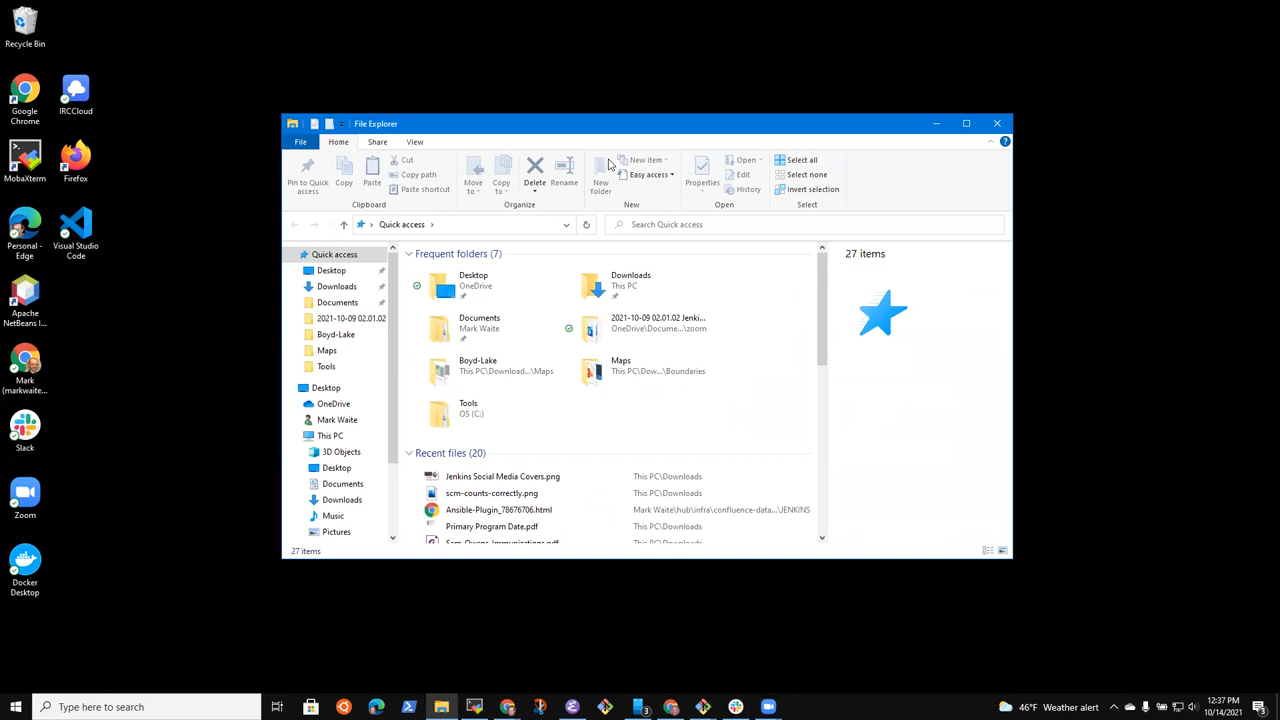 Recycle Bin
Google Chrome
IRCCloud
MobaXterm
Firefox
Personal - Edge
Visual Studio Code
Apache NetBeans I...
Mark (markwaite...
Slack
Zoom
Docker Desktop
File Explorer
File Home Share View
Pin to Quick access
Copy
Paste
Cut
Copy path
Paste shortcut
Clipboard
Move to
Copy to
Delete
Rename
Organize
New folder
New item
Easy access
New
Properties
Open
Edit
History
Open
Select all
Select none
Invert selection
Select
Quick access
Search Quick access
Quick access
Desktop
Downloads
Documents
2021-10-09 02.01.02
Boyd-Lake
Maps
Tools
Desktop
OneDrive
Mark Waite
This PC
3D Objects
Desktop
Documents
Downloads
Music
Pictures
Frequent folders (7)
Desktop
OneDrive
Downloads
This PC
Documents
Mark Waite
2021-10-09 02.01.02 Jenki...
OneDrive\Docume...\zoom
Boyd-Lake
This PC\Download...\Maps
Maps
This PC\Dow...\Boundaries
Tools
OS (C:)
Recent files (20)
Jenkins Social Media Covers.png This PC\Downloads
scm-counts-correctly.png This PC\Downloads
Ansible-Plugin_78676706.html Mark Waite\hub\infra\confluence-data...\JENKINS
Primary Program Date.pdf This PC\Downloads
Sam-Owens-Immunizations.pdf This PC\Downloads
27 items
27 items
Type here to search
3
46°F Weather alert
12:37 PM
10/14/2021